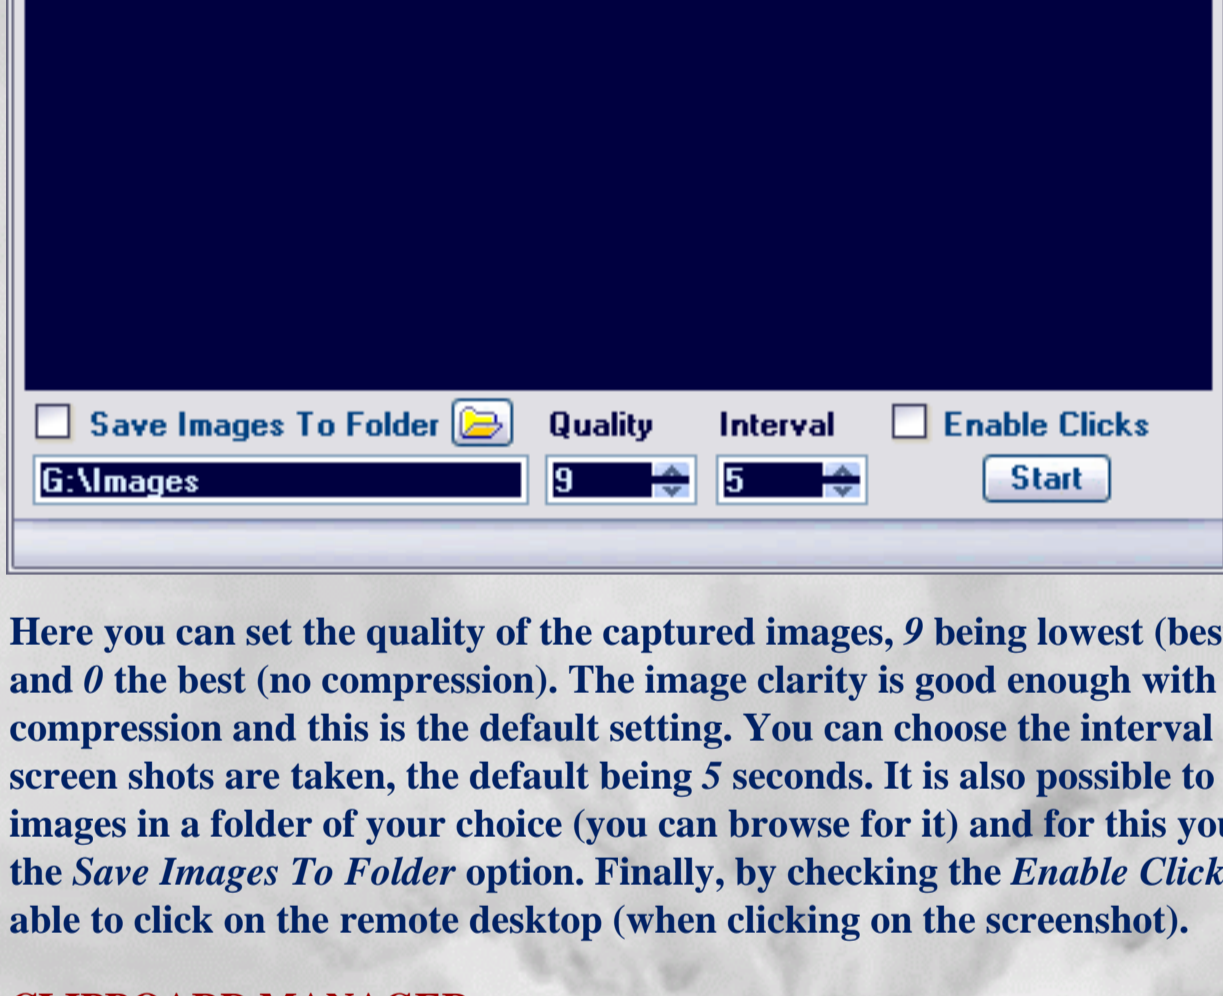 Save Images To Folder Quality Interval Enable Clicks
G:\Images 9 5 Start
Here you can set the quality of the captured images, 9 being lowest (bes
and 0 the best (no compression). The image clarity is good enough with
compression and this is the default setting. You can choose the interval
screen shots are taken, the default being 5 seconds. It is also possible to
images in a folder of your choice (you can browse for it) and for this you
the Save Images To Folder option. Finally, by checking the Enable Click
able to click on the remote desktop (when clicking on the screenshot).
CLIPBOARD MANAGER